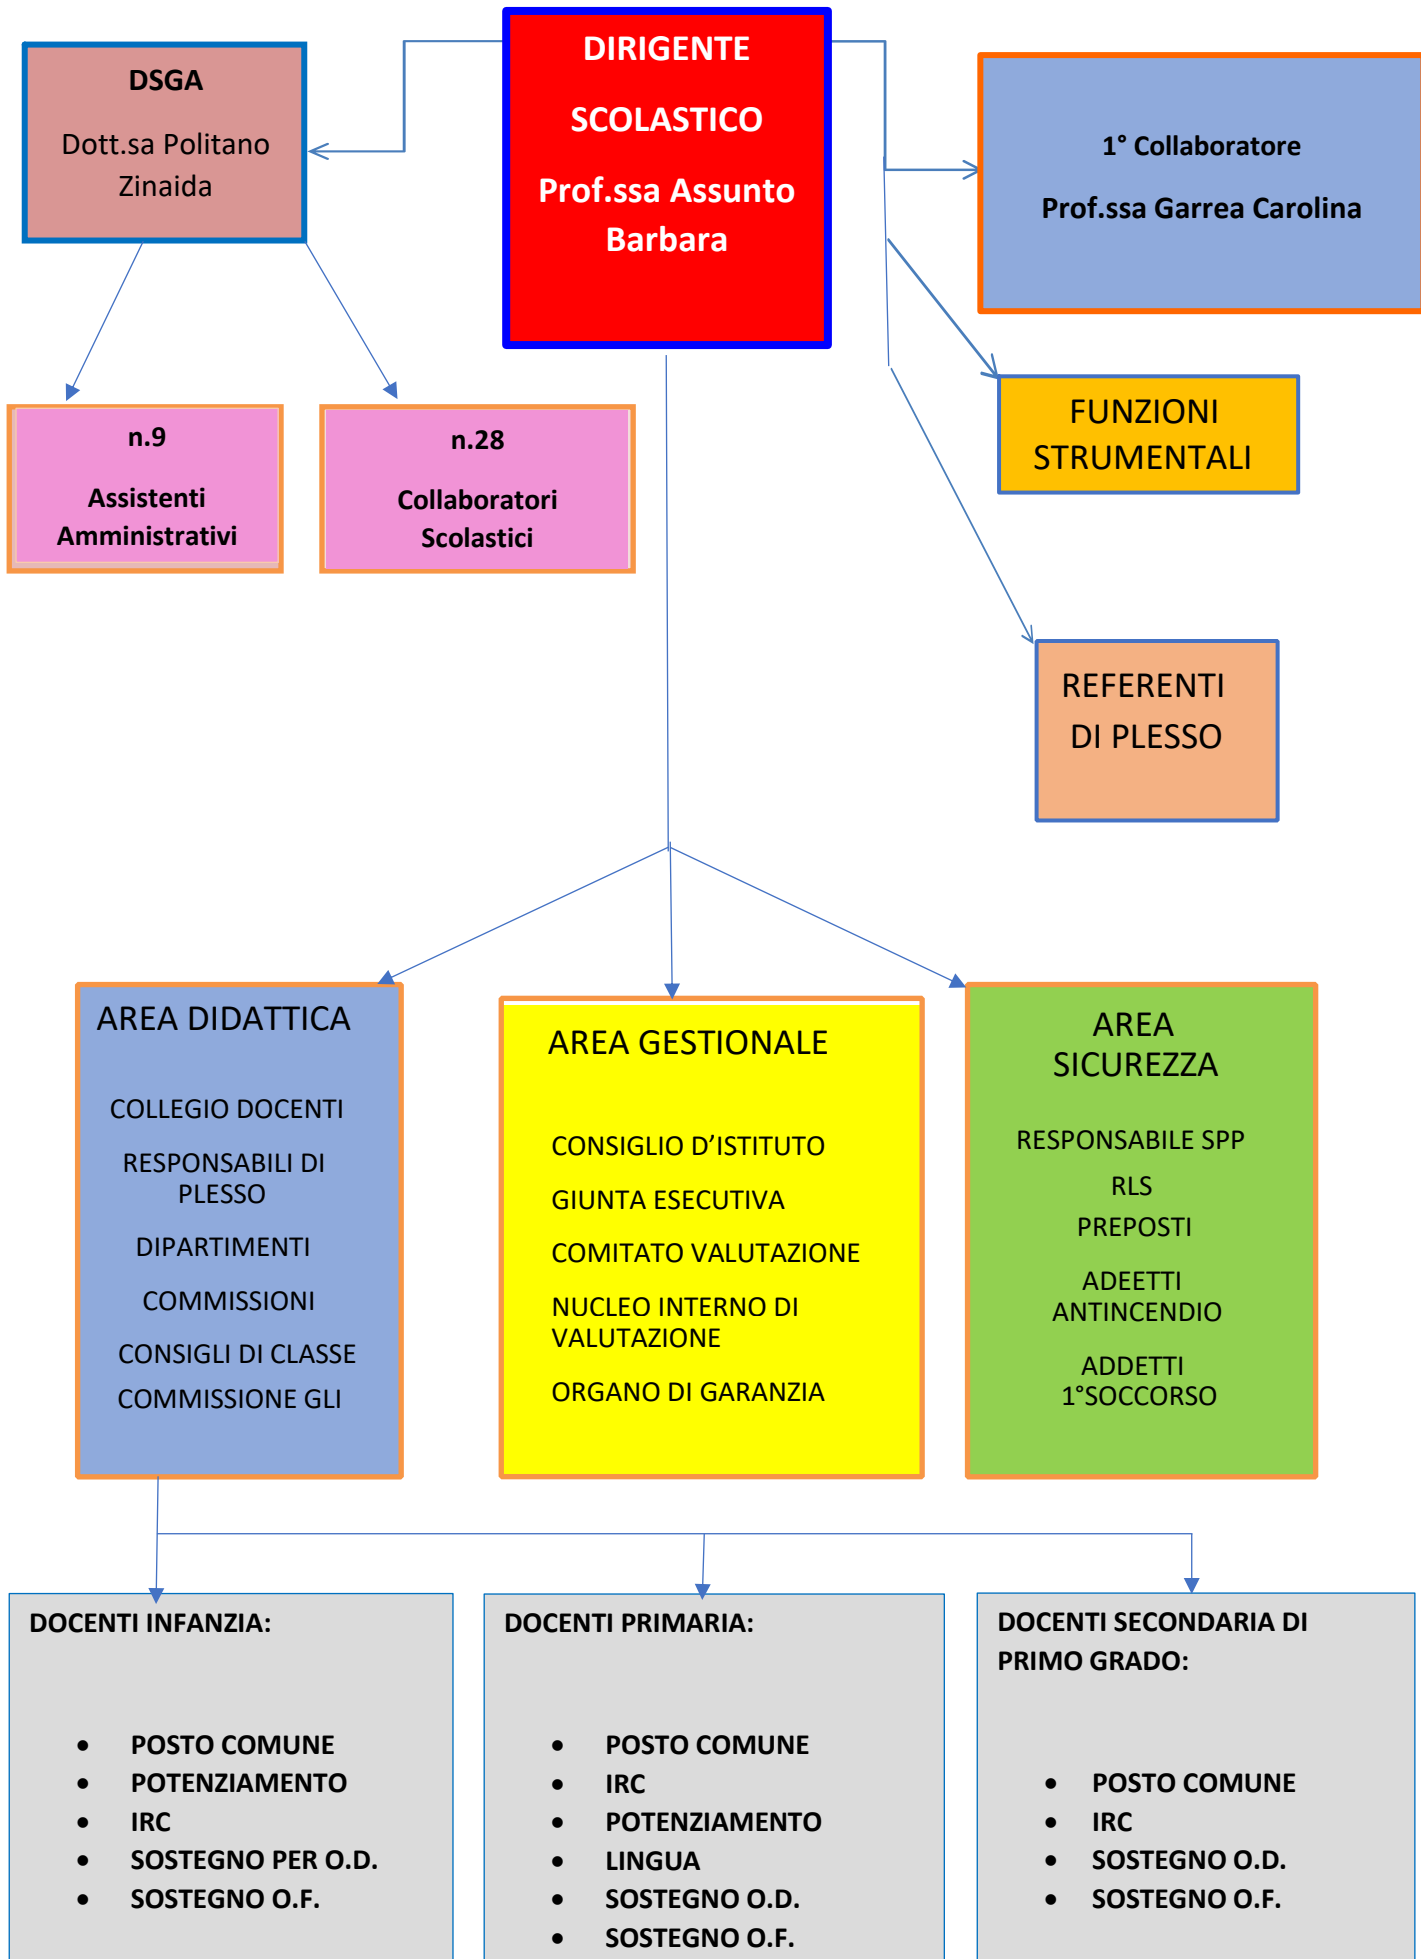 DIRIGENTE
SCOLASTICO
Prof.ssa Assunto
Barbara
DSGA
Dott.sa Politano
Zinaida
1° Collaboratore
Prof.ssa Garrea Carolina
n.9
Assistenti
Amministrativi
n.28
Collaboratori
Scolastici
FUNZIONI
STRUMENTALI
REFERENTI
DI PLESSO
AREA DIDATTICA
COLLEGIO DOCENTI
RESPONSABILI DI
PLESSO
DIPARTIMENTI
COMMISSIONI
CONSIGLI DI CLASSE
COMMISSIONE GLI
AREA GESTIONALE
CONSIGLIO D’ISTITUTO
GIUNTA ESECUTIVA
COMITATO VALUTAZIONE
NUCLEO INTERNO DI
VALUTAZIONE
ORGANO DI GARANZIA
AREA
SICUREZZA
RESPONSABILE SPP
RLS
PREPOSTI
ADEETTI
ANTINCENDIO
ADDETTI
1°SOCCORSO
DOCENTI INFANZIA:
• POSTO COMUNE
• POTENZIAMENTO
• IRC
• SOSTEGNO PER O.D.
• SOSTEGNO O.F.
DOCENTI PRIMARIA:
• POSTO COMUNE
• IRC
• POTENZIAMENTO
• LINGUA
• SOSTEGNO O.D.
• SOSTEGNO O.F.
DOCENTI SECONDARIA DI
PRIMO GRADO:
• POSTO COMUNE
• IRC
• SOSTEGNO O.D.
• SOSTEGNO O.F.